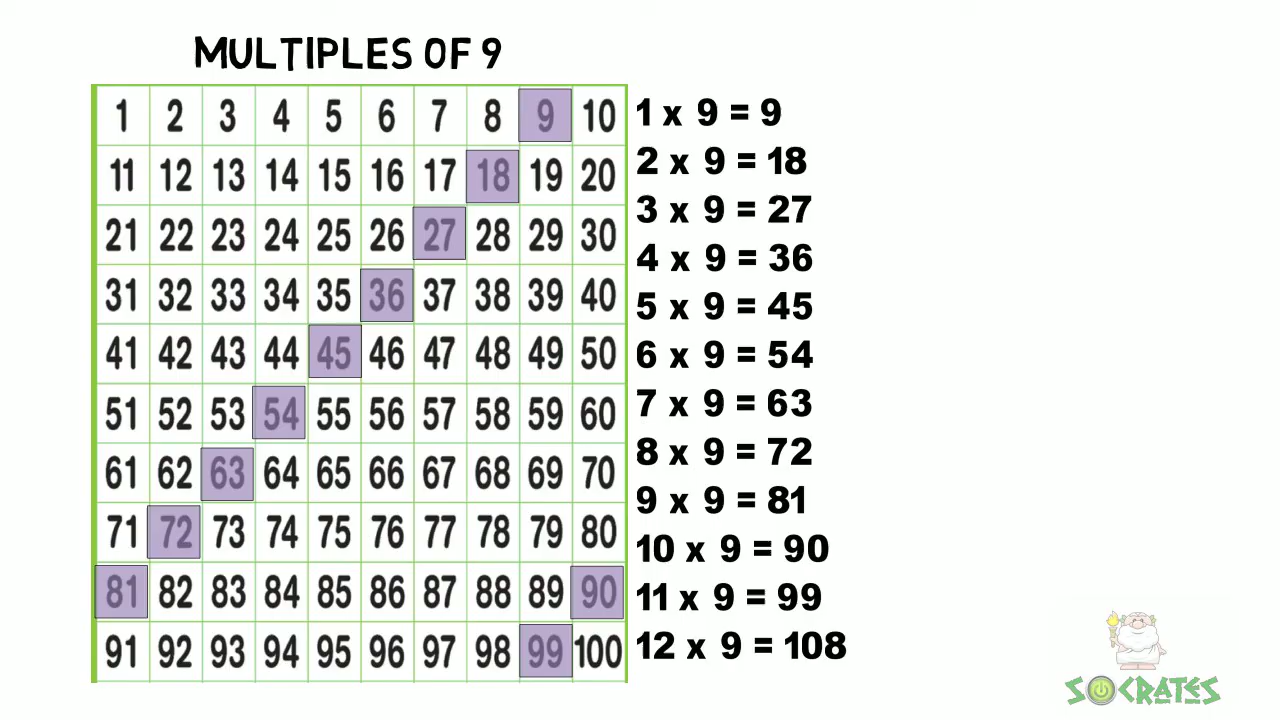 MULTIPLES OF 9
1 2 3 4 5 6 7 8 9 10
11 12 13 14 15 16 17 18 19 20
21 22 23 24 25 26 27 28 29 30
31 32 33 34 35 36 37 38 39 40
41 42 43 44 45 46 47 48 49 50
51 52 53 54 55 56 57 58 59 60
61 62 63 64 65 66 67 68 69 70
71 72 73 74 75 76 77 78 79 80
81 82 83 84 85 86 87 88 89 90
91 92 93 94 95 96 97 98 99 100
1 x 9 = 9
2 x 9 = 18
3 x 9 = 27
4 x 9 = 36
5 x 9 = 45
6 x 9 = 54
7 x 9 = 63
8 x 9 = 72
9 x 9 = 81
10 x 9 = 90
11 x 9 = 99
12 x 9 = 108
SOCRATES